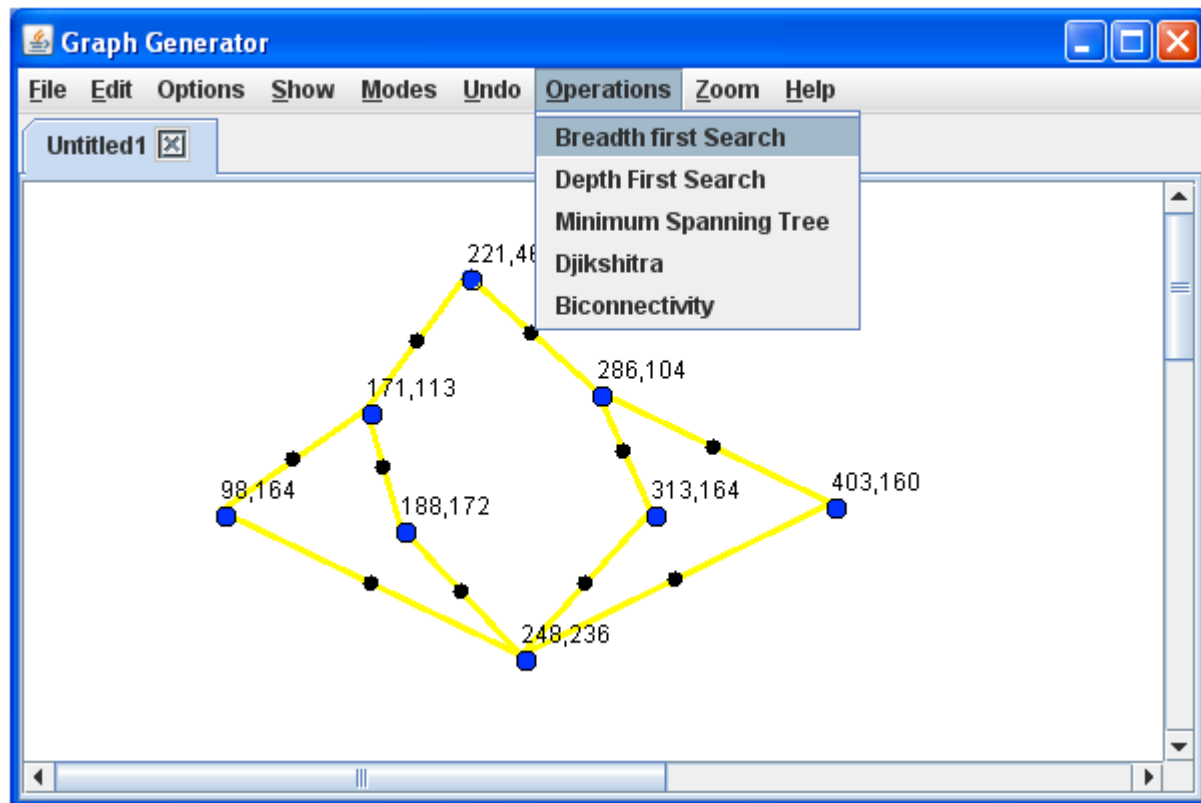 Graph Generator
File Edit Options Show Modes Undo Operations Zoom Help
Untitled1
Breadth first Search
Depth First Search
Minimum Spanning Tree
Djikshitra
Biconnectivity
286,104
171,113
98,164
188,172
313,164
403,160
248,236